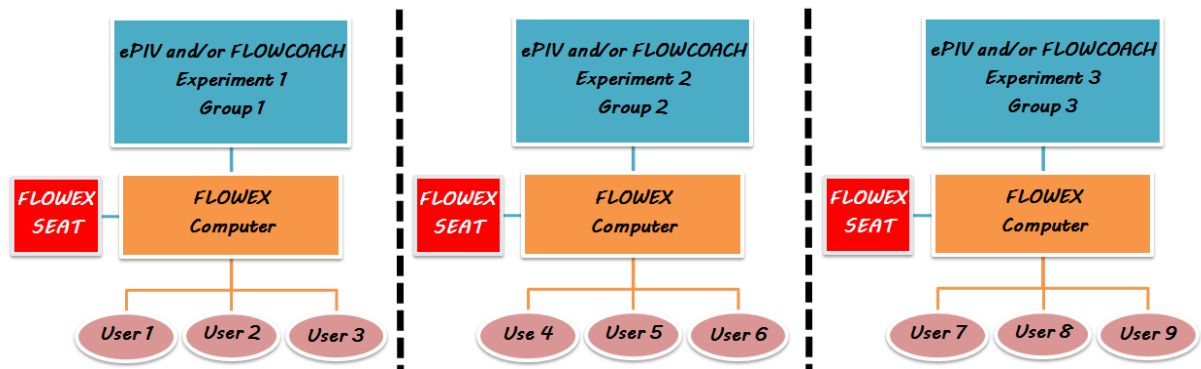 ePIV and/or FLOWCOACH
Experiment 1
Group 1
FLOWEX
SEAT
FLOWEX
Computer
User 1
User 2
User 3
ePIV and/or FLOWCOACH
Experiment 2
Group 2
FLOWEX
SEAT
FLOWEX
Computer
Use 4
User 5
User 6
ePIV and/or FLOWCOACH
Experiment 3
Group 3
FLOWEX
SEAT
FLOWEX
Computer
User 7
User 8
User 9